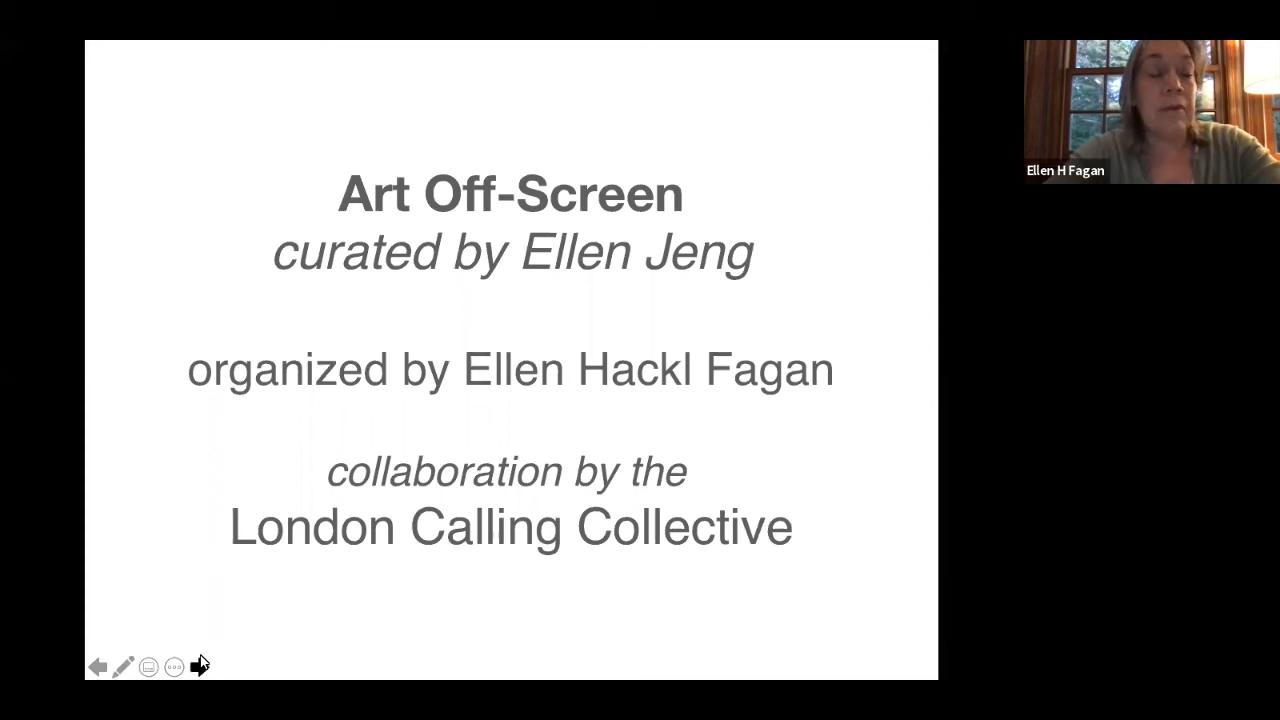 Art Off-Screen
curated by Ellen Jeng
organized by Ellen Hackl Fagan
collaboration by the
London Calling Collective
Ellen H Fagan